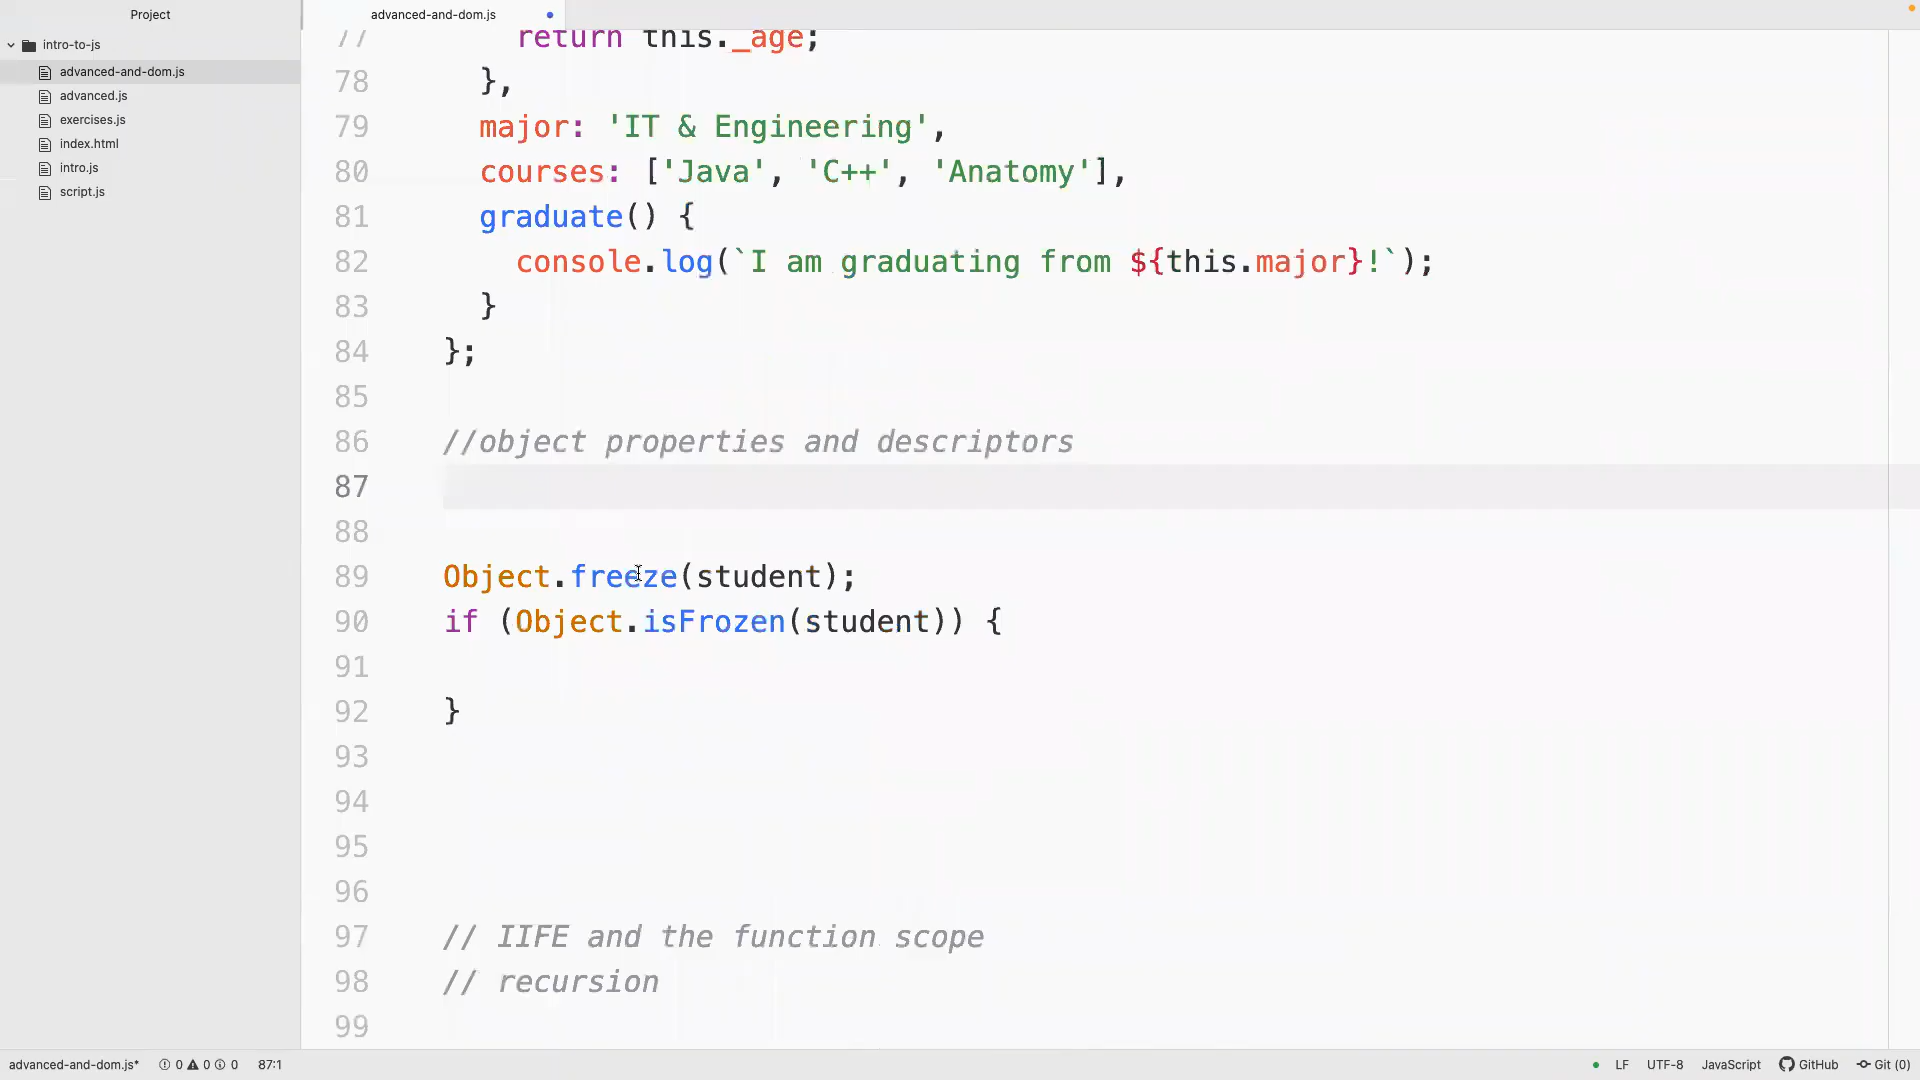 Project
advanced-and-dom.js
intro-to-js
advanced-and-dom.js
advanced.js
exercises.js
index.html
intro.js
script.js
77 return this._age;
78 },
79 major: 'IT & Engineering',
80 courses: ['Java', 'C++', 'Anatomy'],
81 graduate() {
82 console.log(`I am graduating from ${this.major}!`);
83 }
84 };
85
86 //object properties and descriptors
87
88
89 Object.freeze(student);
90 if (Object.isFrozen(student)) {
91
92 }
93
94
95
96
97 // IIFE and the function scope
98 // recursion
99
advanced-and-dom.js* 0 0 0 87:1 LF UTF-8 JavaScript GitHub Git (0)